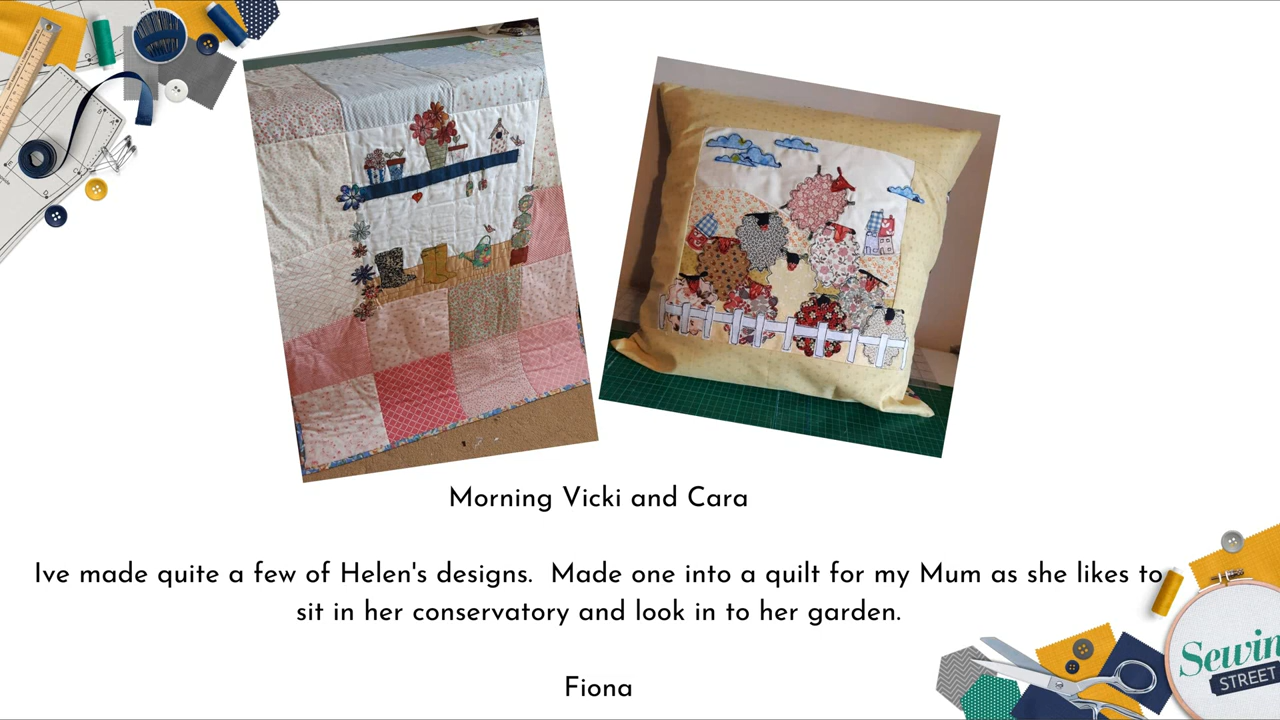 Morning Vicki and Cara
Ive made quite a few of Helen's designs.  Made one into a quilt for my Mum as she likes to
sit in her conservatory and look in to her garden.
Fiona
Sewin
STREET